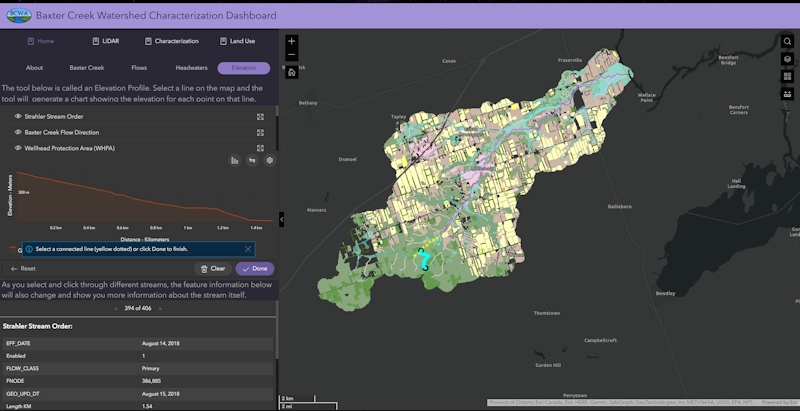 BCWA
Baxter Creek Watershed Characterization Dashboard
Home
LiDAR
Characterization
Land Use
About
Baxter Creek
Flows
Headwaters
Elevation
The tool below is called an Elevation Profile. Select a line on the map and the
tool will generate a chart showing the elevation for each point on that line.
Strahler Stream Order
Baxter Creek Flow Direction
Wellhead Protection Area (WHPA)
Elevation - Meters
300 m
0.2 km
0.4 km
0.6 km
0.8 km
1 km
1.2 km
1.4 km
Distance - Kilometers
G
Select a connected line (yellow dotted) or click Done to finish.
Reset
Clear
Done
As you select and click through different streams, the feature information below
will also change and show you more information about the stream itself.
394 of 406
Strahler Stream Order:
EFF_DATE August 14, 2018
Enabled 1
FLOW_CLASS Primary
FNODE 386,885
GEO_UPD_DT August 15, 2018
Length KM 1.54
Cavan
Fraserville
Bensfort
Bridge
Bethany
Tapley
Wallace
Point
Bensfort
Corners
Dransel
Hall
Landing
Manvers
Bailieboro
Bewdley
Thomstown
Campbellcroft
Garden Hill
2 km
2 mi
Province of Ontario, Esri Canada, Esri, HERE, Garmin, SafeGraph, GeoTechnologies, Inc, METI/NASA, USGS, EPA, NPS,
Powered by Esri